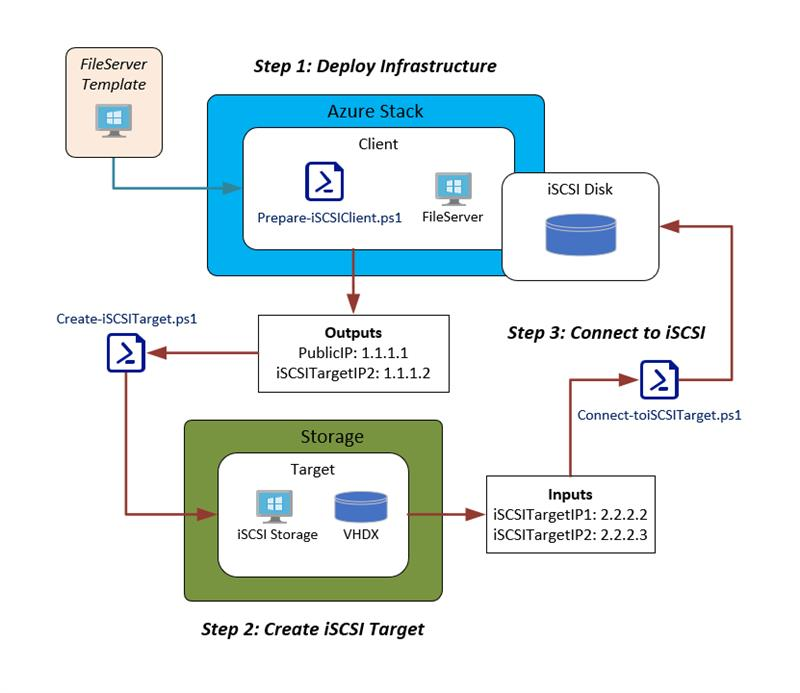 FileServer
Template
Step 1: Deploy Infrastructure
Azure Stack
Client
Prepare-iSCSIClient.ps1
FileServer
iSCSI Disk
Create-iSCSITarget.ps1
Outputs
PublicIP: 1.1.1.1
iSCSITargetIP2: 1.1.1.2
Step 3: Connect to iSCSI
Connect-toiSCSITarget.ps1
Storage
Target
iSCSI Storage
VHDX
Inputs
iSCSITargetIP1: 2.2.2.2
iSCSITargetIP2: 2.2.2.3
Step 2: Create iSCSI Target